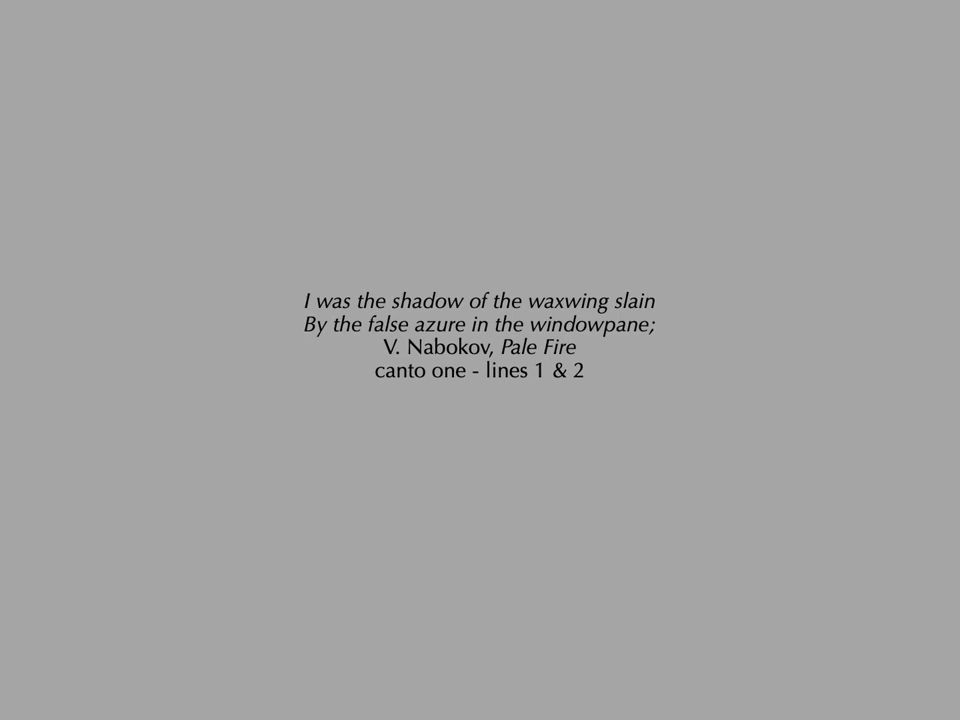 I was the shadow of the waxwing slain
By the false azure in the windowpane;
V. Nabokov, Pale Fire
canto one - lines 1 & 2